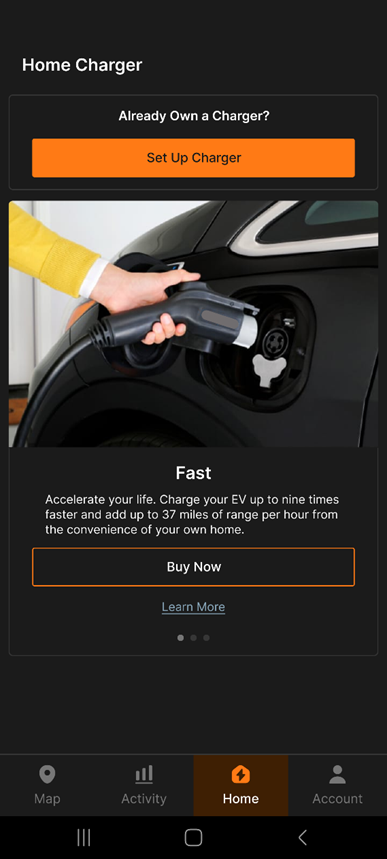 Home Charger
Already Own a Charger?
Set Up Charger
Fast
Accelerate your life. Charge your EV up to nine times
faster and add up to 37 miles of range per hour from
the convenience of your own home.
Buy Now
Learn More
Map
Activity
Home
Account